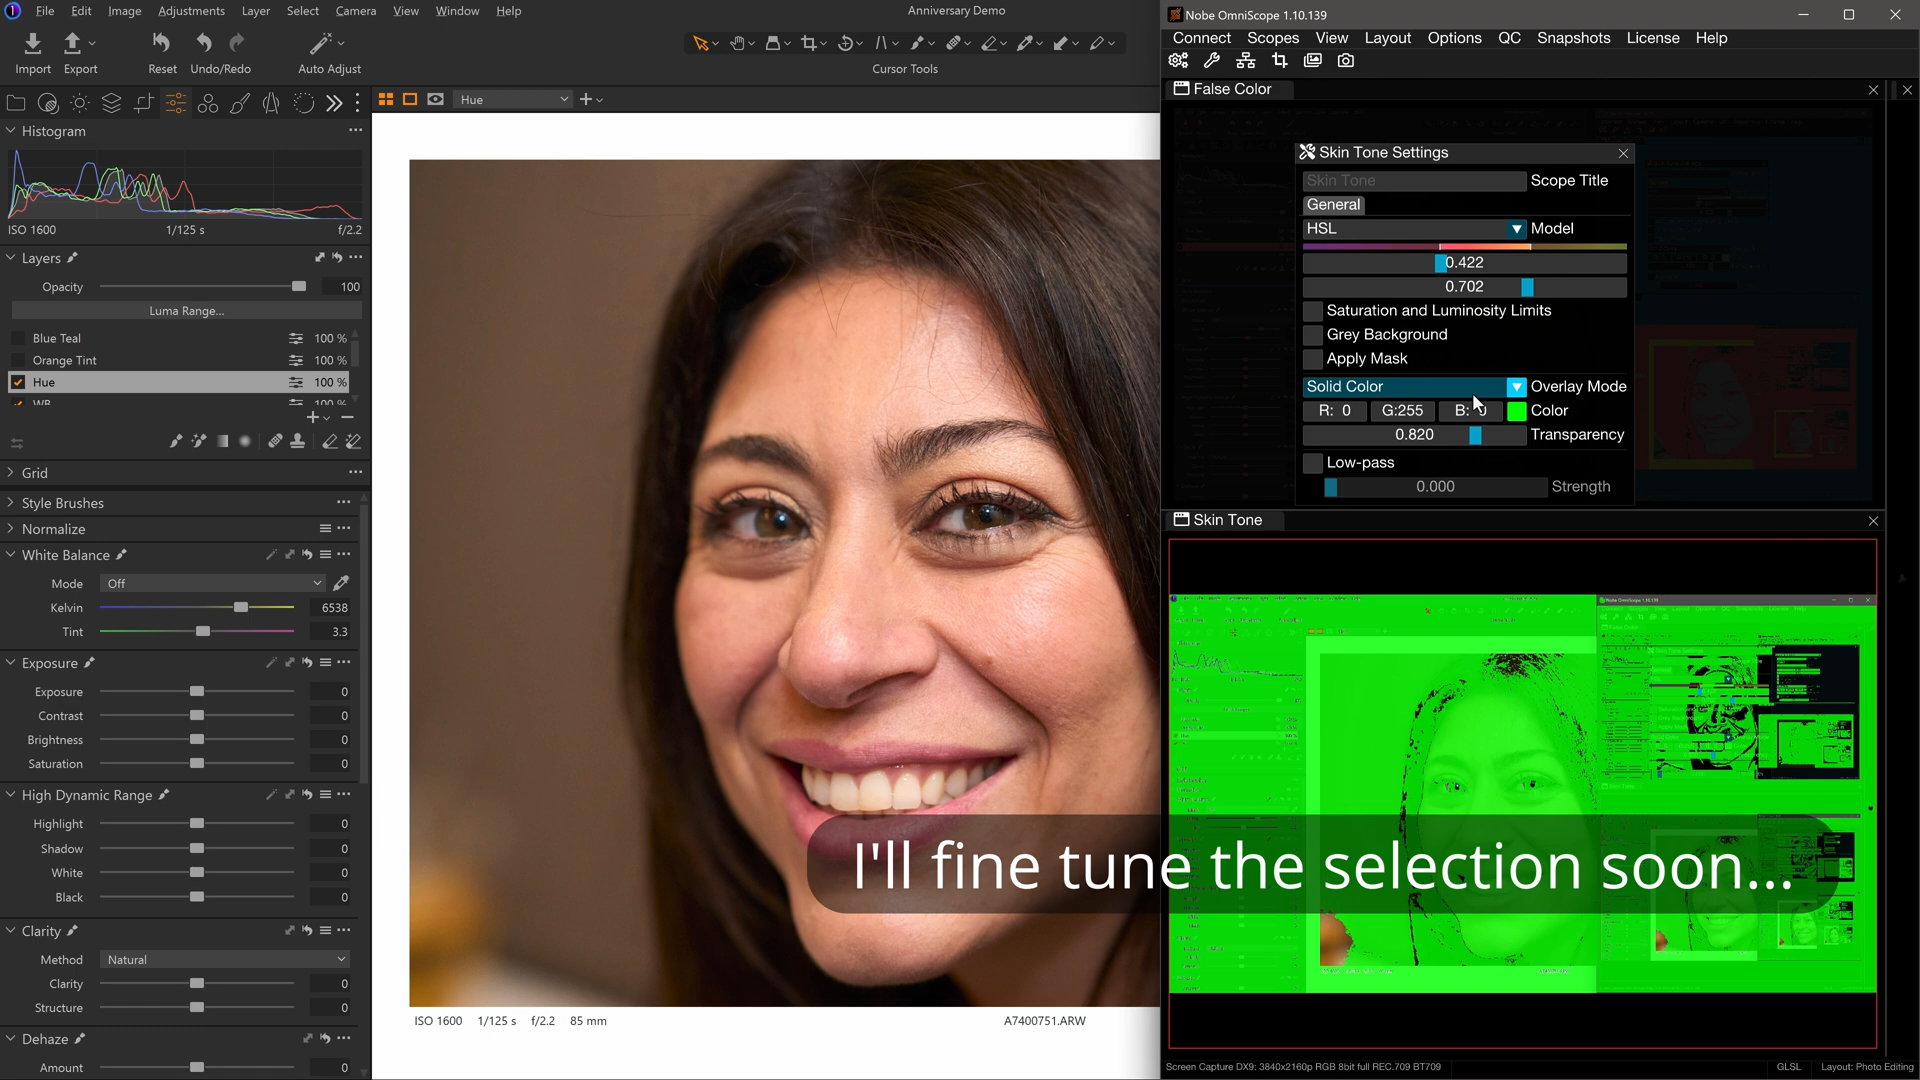 File Edit Image Adjustments Layer Select Camera View Window Help
Anniversary Demo
Import Export Reset Undo/Redo Auto Adjust
Cursor Tools
Hue
Histogram
ISO 1600 1/125 s f/2.2
Layers
Opacity 100
Luma Range...
Blue Teal 100 %
Orange Tint 100 %
Hue 100 %
WB 100 %
Grid
Style Brushes
Normalize
White Balance
Mode Off
Kelvin 6538
Tint 3.3
Exposure
Exposure 0
Contrast 0
Brightness 0
Saturation 0
High Dynamic Range
Highlight 0
Shadow 0
White 0
Black 0
Clarity
Method Natural
Clarity 0
Structure 0
Dehaze
Amount 0
ISO 1600 1/125 s f/2.2 85 mm
A7400751.ARW
Nobe OmniScope 1.10.139
Connect Scopes View Layout Options QC Snapshots License Help
False Color
Skin Tone Settings
Skin Tone Scope Title
General
HSL Model
0.422
0.702
Saturation and Luminosity Limits
Grey Background
Apply Mask
Solid Color Overlay Mode
R: 0 G:255 B: Color
0.820 Transparency
Low-pass
0.000 Strength
Skin Tone
I'll fine tune the selection soon...
Screen Capture DX9: 3840x2160p RGB 8bit full REC.709 BT709
GLSL Layout: Photo Editing